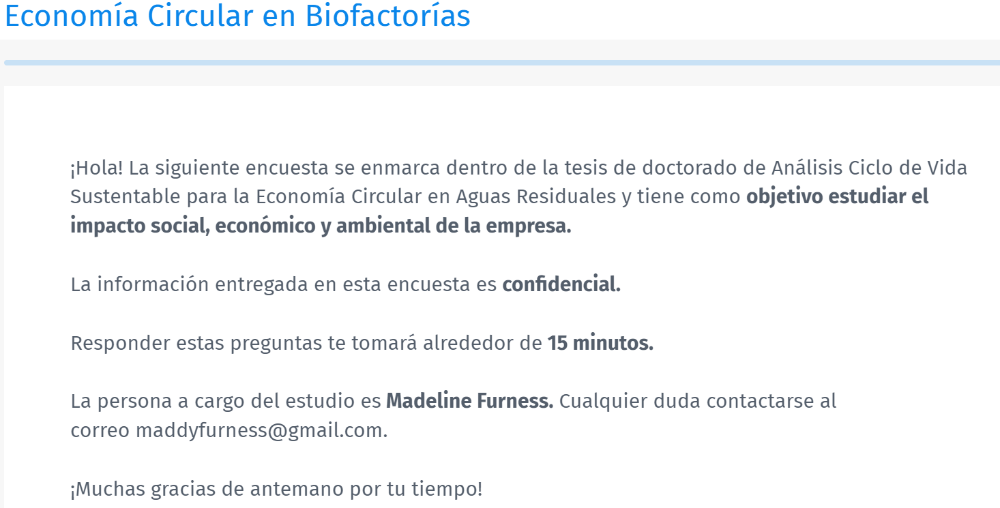 Economía Circular en Biofactorías
¡Hola! La siguiente encuesta se enmarca dentro de la tesis de doctorado de Análisis Ciclo de Vida
Sustentable para la Economía Circular en Aguas Residuales y tiene como objetivo estudiar el
impacto social, económico y ambiental de la empresa.
La información entregada en esta encuesta es confidencial.
Responder estas preguntas te tomará alrededor de 15 minutos.
La persona a cargo del estudio es Madeline Furness. Cualquier duda contactarse al
correo maddyfurness@gmail.com.
¡Muchas gracias de antemano por tu tiempo!